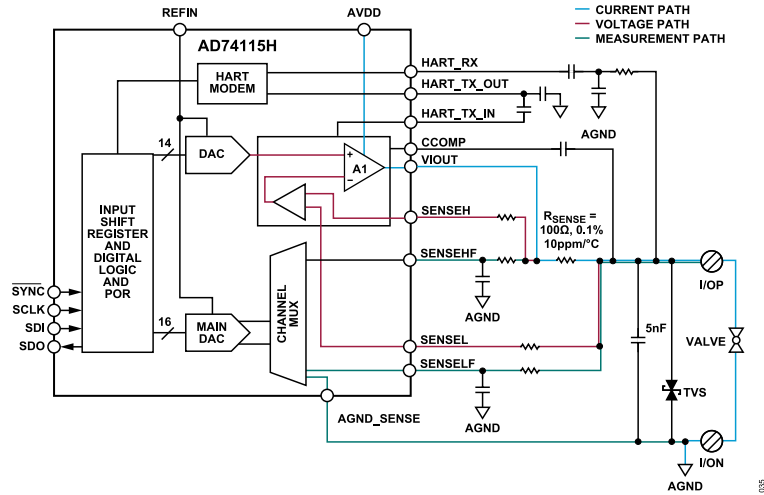 REFIN
AVDD
CURRENT PATH
VOLTAGE PATH
MEASUREMENT PATH
AD74115H
HART
MODEM
HART_RX
HART_TX_OUT
HART_TX_IN
AGND
CCOMP
VIOUT
14
DAC
+
−
A1
INPUT
SHIFT
REGISTER
AND
DIGITAL
LOGIC
AND
POR
SENSEH
RSENSE =
100Ω, 0.1%
10ppm/°C
SENSEHF
I/OP
AGND
CHANNEL
MUX
SYNC
SCLK
SDI
SDO
16
MAIN
DAC
SENSEL
5nF
VALVE
SENSELF
TVS
AGND
AGND_SENSE
I/ON
AGND
035